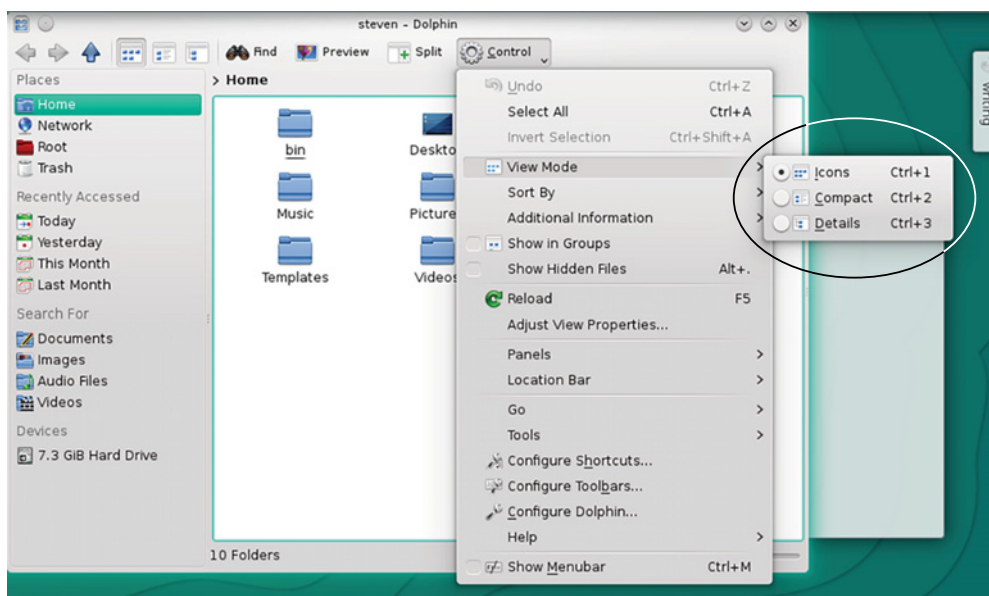 steven – Dolphin
Find Preview Split Control
Places
Home
Network
Root
Trash
Recently Accessed
Today
Yesterday
This Month
Last Month
Search For
Documents
Images
Audio Files
Videos
Devices
7.3 GiB Hard Drive
> Home
bin
Deskto
Music
Picture
Templates
Videos
10 Folders
Undo Ctrl+Z
Select All Ctrl+A
Invert Selection Ctrl+Shift+A
View Mode >
Sort By >
Additional Information >
Show in Groups
Show Hidden Files Alt+.
Reload F5
Adjust View Properties...
Panels >
Location Bar >
Go >
Tools >
Configure Shortcuts...
Configure Toolbars...
Configure Dolphin...
Help >
Show Menubar Ctrl+M
Icons Ctrl+1
Compact Ctrl+2
Details Ctrl+3
Writing